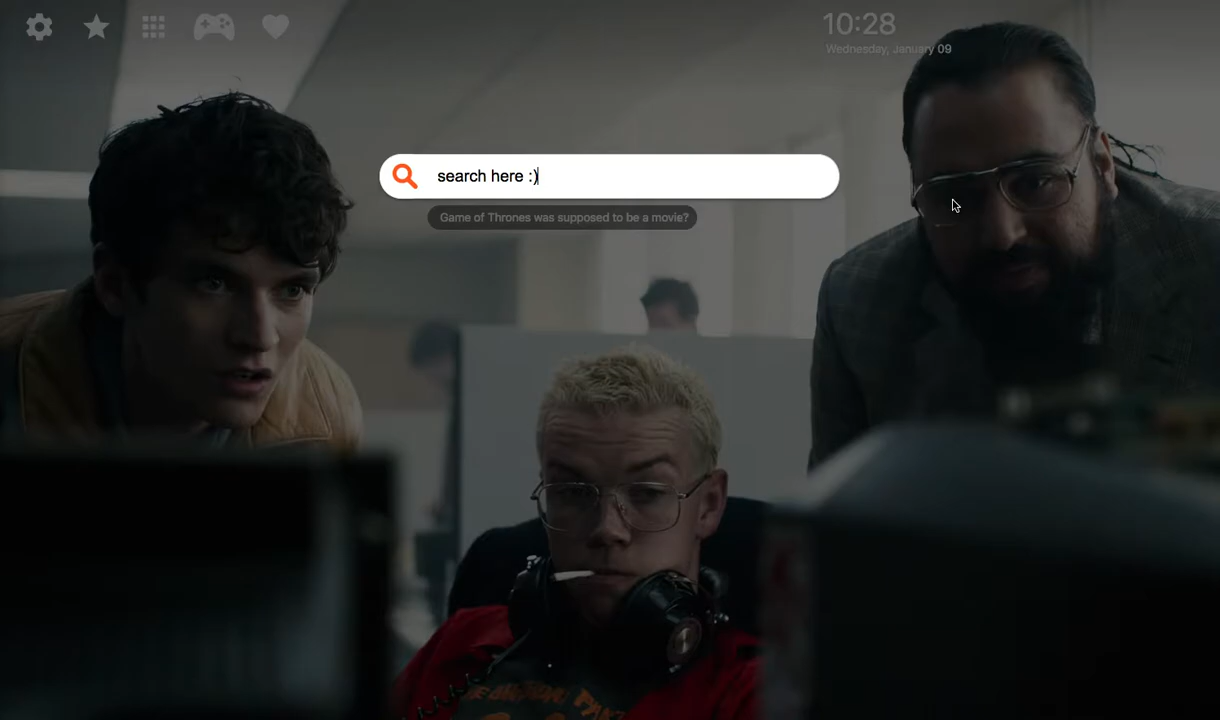 10:28
Wednesday, January 09
search here :)
Game of Thrones was supposed to be a movie?